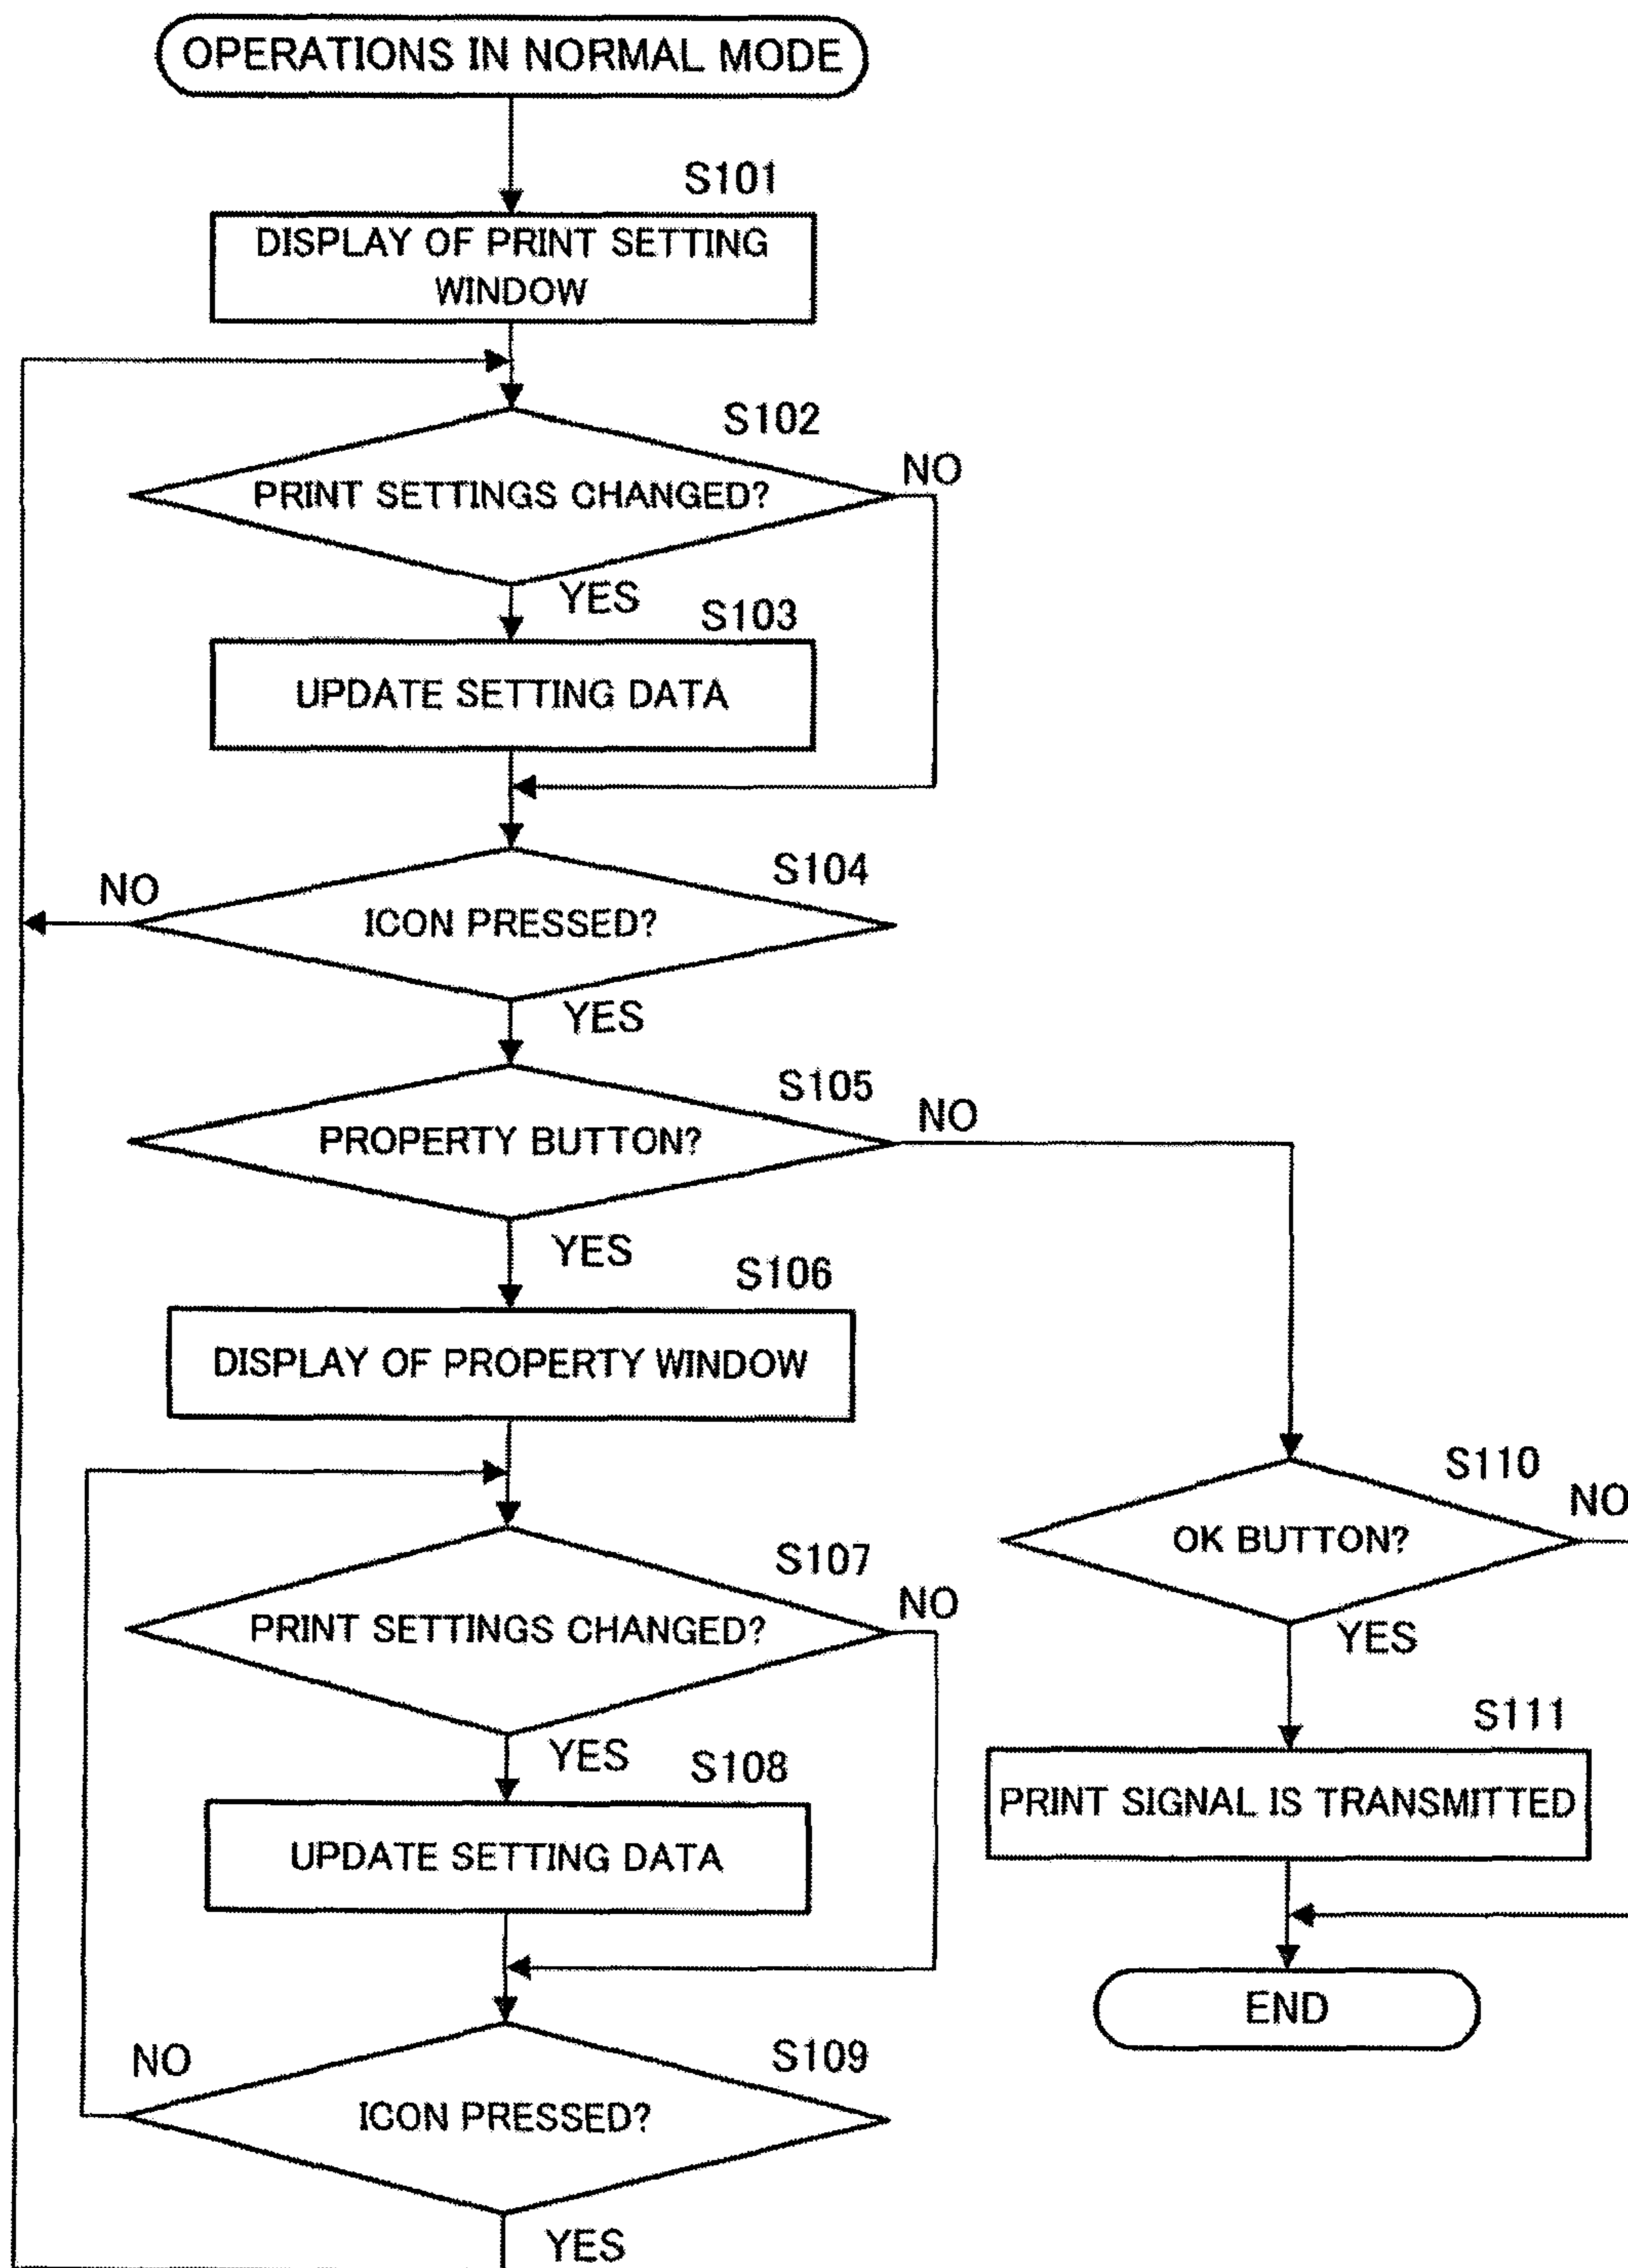 OPERATIONS IN NORMAL MODE
S101
DISPLAY OF PRINT SETTING
WINDOW
S102
PRINT SETTINGS CHANGED?
NO
YES
S103
UPDATE SETTING DATA
S104
NO
ICON PRESSED?
YES
S105
PROPERTY BUTTON?
NO
YES
S106
DISPLAY OF PROPERTY WINDOW
S107
PRINT SETTINGS CHANGED?
NO
YES
S108
UPDATE SETTING DATA
S109
NO
ICON PRESSED?
YES
S110
OK BUTTON?
NO
YES
S111
PRINT SIGNAL IS TRANSMITTED
END